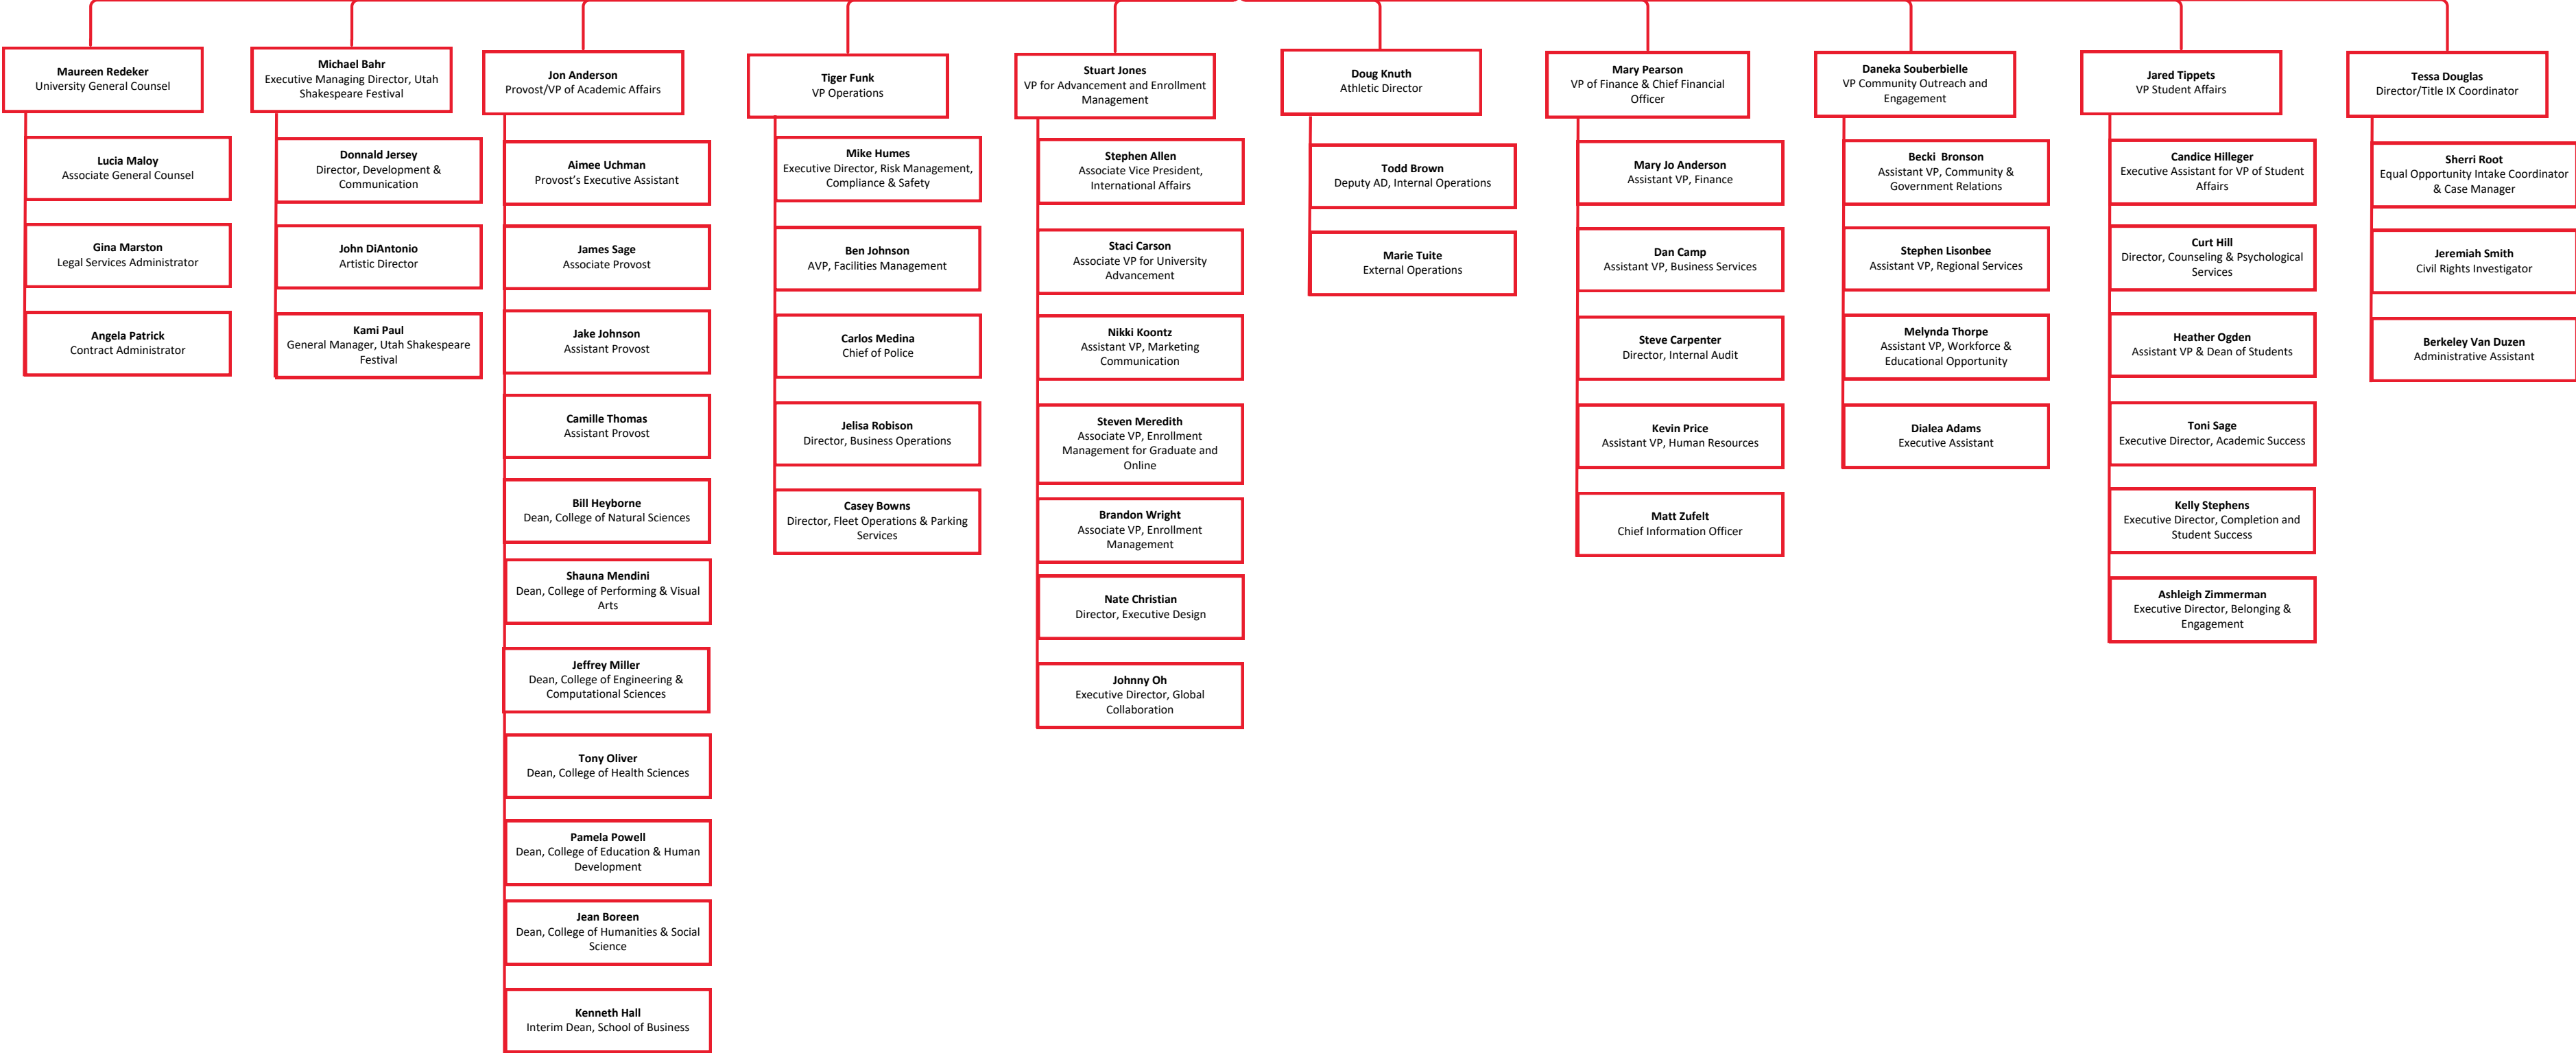 Maureen Redeker
University General Counsel
Lucia Maloy
Associate General Counsel
Gina Marston
Legal Services Administrator
Angela Patrick
Contract Administrator
Michael Bahr
Executive Managing Director, Utah
Shakespeare Festival
Donnald Jersey
Director, Development &
Communication
John DiAntonio
Artistic Director
Kami Paul
General Manager, Utah Shakespeare
Festival
Jon Anderson
Provost/VP of Academic Affairs
Aimee Uchman
Provost's Executive Assistant
James Sage
Associate Provost
Jake Johnson
Assistant Provost
Camille Thomas
Assistant Provost
Bill Heyborne
Dean, College of Natural Sciences
Shauna Mendini
Dean, College of Performing & Visual
Arts
Jeffrey Miller
Dean, College of Engineering &
Computational Sciences
Tony Oliver
Dean, College of Health Sciences
Pamela Powell
Dean, College of Education & Human
Development
Jean Boreen
Dean, College of Humanities & Social
Science
Kenneth Hall
Interim Dean, School of Business
Tiger Funk
VP Operations
Mike Humes
Executive Director, Risk Management,
Compliance & Safety
Ben Johnson
AVP, Facilities Management
Carlos Medina
Chief of Police
Jelisa Robison
Director, Business Operations
Casey Bowns
Director, Fleet Operations & Parking
Services
Stuart Jones
VP for Advancement and Enrollment
Management
Stephen Allen
Associate Vice President,
International Affairs
Staci Carson
Associate VP for University
Advancement
Nikki Koontz
Assistant VP, Marketing
Communication
Steven Meredith
Associate VP, Enrollment
Management for Graduate and
Online
Brandon Wright
Associate VP, Enrollment
Management
Nate Christian
Director, Executive Design
Johnny Oh
Executive Director, Global
Collaboration
Doug Knuth
Athletic Director
Todd Brown
Deputy AD, Internal Operations
Marie Tuite
External Operations
Mary Pearson
VP of Finance & Chief Financial
Officer
Mary Jo Anderson
Assistant VP, Finance
Dan Camp
Assistant VP, Business Services
Steve Carpenter
Director, Internal Audit
Kevin Price
Assistant VP, Human Resources
Matt Zufelt
Chief Information Officer
Daneka Souberbielle
VP Community Outreach and
Engagement
Becki Bronson
Assistant VP, Community &
Government Relations
Stephen Lisonbee
Assistant VP, Regional Services
Melynda Thorpe
Assistant VP, Workforce &
Educational Opportunity
Dialea Adams
Executive Assistant
Jared Tippets
VP Student Affairs
Candice Hilleger
Executive Assistant for VP of Student
Affairs
Curt Hill
Director, Counseling & Psychological
Services
Heather Ogden
Assistant VP & Dean of Students
Toni Sage
Executive Director, Academic Success
Kelly Stephens
Executive Director, Completion and
Student Success
Ashleigh Zimmerman
Executive Director, Belonging &
Engagement
Tessa Douglas
Director/Title IX Coordinator
Sherri Root
Equal Opportunity Intake Coordinator
& Case Manager
Jeremiah Smith
Civil Rights Investigator
Berkeley Van Duzen
Administrative Assistant